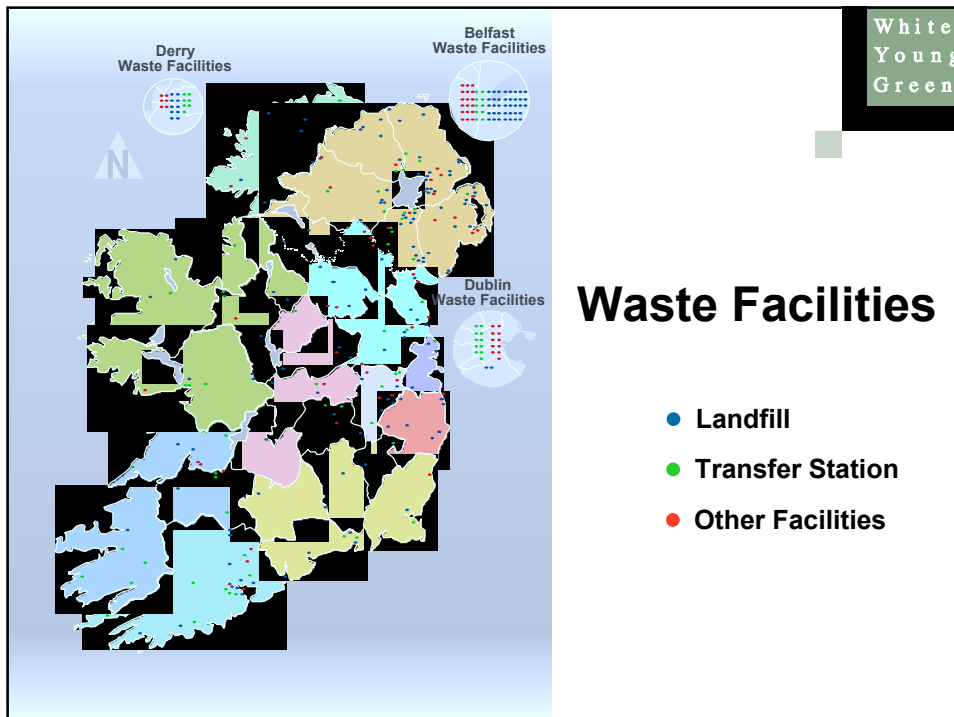 Derry
Waste Facilities
Belfast
Waste Facilities
White
Young
Green
N
Dublin
Waste Facilities
Waste Facilities
Landfill
Transfer Station
Other Facilities